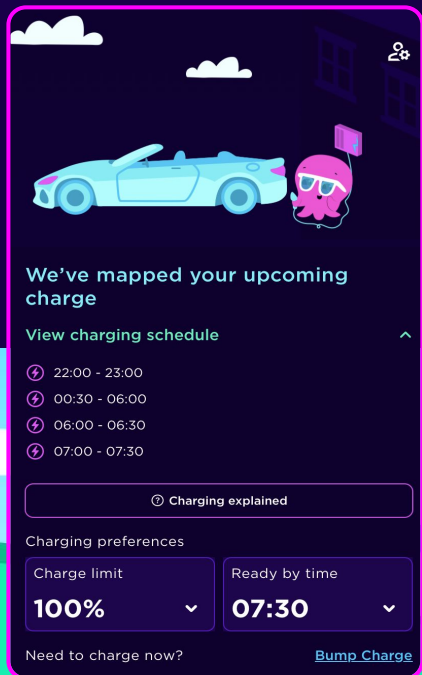 We've mapped your upcoming
charge
View charging schedule
22:00 - 23:00
00:30 - 06:00
06:00 - 06:30
07:00 - 07:30
Charging explained
Charging preferences
Charge limit
100%
Ready by time
07:30
Need to charge now?
Bump Charge